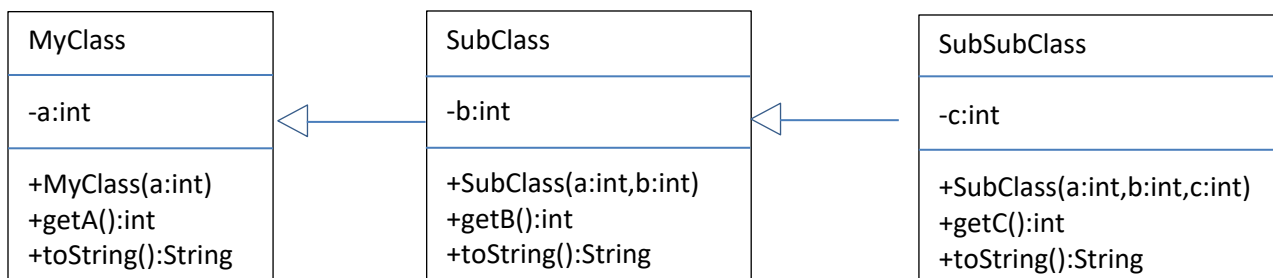 MyClass
-a:int
+MyClass(a:int)
+getA():int
+toString():String
SubClass
-b:int
+SubClass(a:int,b:int)
+getB():int
+toString():String
SubSubClass
-c:int
+SubClass(a:int,b:int,c:int)
+getC():int
+toString():String